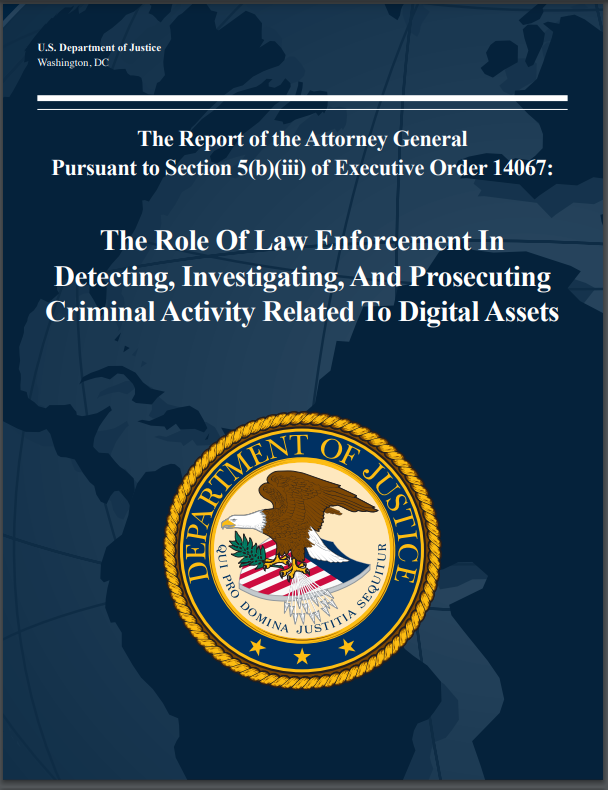 U.S. Department of Justice
Washington, DC
The Report of the Attorney General
Pursuant to Section 5(b)(iii) of Executive Order 14067:
The Role Of Law Enforcement In
Detecting, Investigating, And Prosecuting
Criminal Activity Related To Digital Assets
DEPARTMENT OF JUSTICE
QUI PRO DOMINA JUSTITIA SEQUITUR